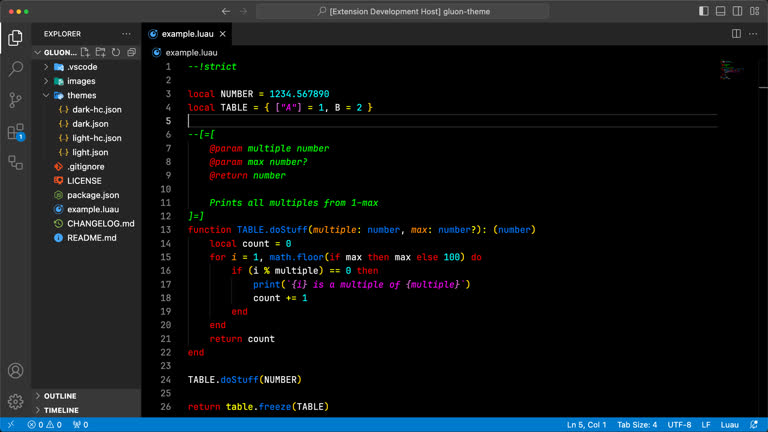 [Extension Development Host] gluon-theme
EXPLORER
GLUON...
.vscode
images
themes
dark-hc.json
dark.json
light-hc.json
light.json
.gitignore
LICENSE
package.json
example.luau
CHANGELOG.md
README.md
OUTLINE
TIMELINE
1
example.luau
example.luau
1 --!strict
2
3 local NUMBER = 1234.567890
4 local TABLE = { ["A"] = 1, B = 2 }
5
6 --[=[
7 @param multiple number
8 @param max number?
9 @return number
10
11 Prints all multiples from 1-max
12 ]=]
13 function TABLE.doStuff(multiple: number, max: number?): (number)
14 local count = 0
15 for i = 1, math.floor(if max then max else 100) do
16 if (i % multiple) == 0 then
17 print(`{i} is a multiple of {multiple}`)
18 count += 1
19 end
20 end
21 return count
22 end
23
24 TABLE.doStuff(NUMBER)
25
26 return table.freeze(TABLE)
0 0 0 Ln 5, Col 1 Tab Size: 4 UTF-8 LF Luau